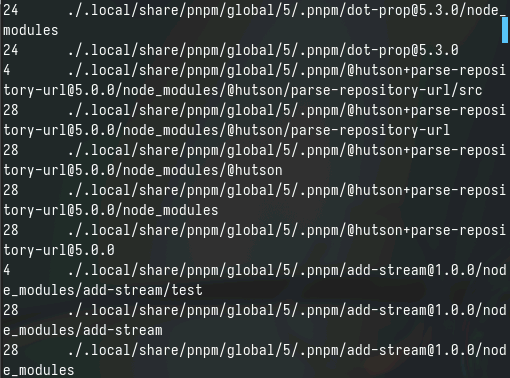 24      ./.local/share/pnpm/global/5/.pnpm/dot-prop@5.3.0/node_
modules
24      ./.local/share/pnpm/global/5/.pnpm/dot-prop@5.3.0
4       ./.local/share/pnpm/global/5/.pnpm/@hutson+parse-reposi
tory-url@5.0.0/node_modules/@hutson/parse-repository-url/src
28      ./.local/share/pnpm/global/5/.pnpm/@hutson+parse-reposi
tory-url@5.0.0/node_modules/@hutson/parse-repository-url
28      ./.local/share/pnpm/global/5/.pnpm/@hutson+parse-reposi
tory-url@5.0.0/node_modules/@hutson
28      ./.local/share/pnpm/global/5/.pnpm/@hutson+parse-reposi
tory-url@5.0.0/node_modules
28      ./.local/share/pnpm/global/5/.pnpm/@hutson+parse-reposi
tory-url@5.0.0
4       ./.local/share/pnpm/global/5/.pnpm/add-stream@1.0.0/nod
e_modules/add-stream/test
28      ./.local/share/pnpm/global/5/.pnpm/add-stream@1.0.0/nod
e_modules/add-stream
28      ./.local/share/pnpm/global/5/.pnpm/add-stream@1.0.0/nod
e_modules